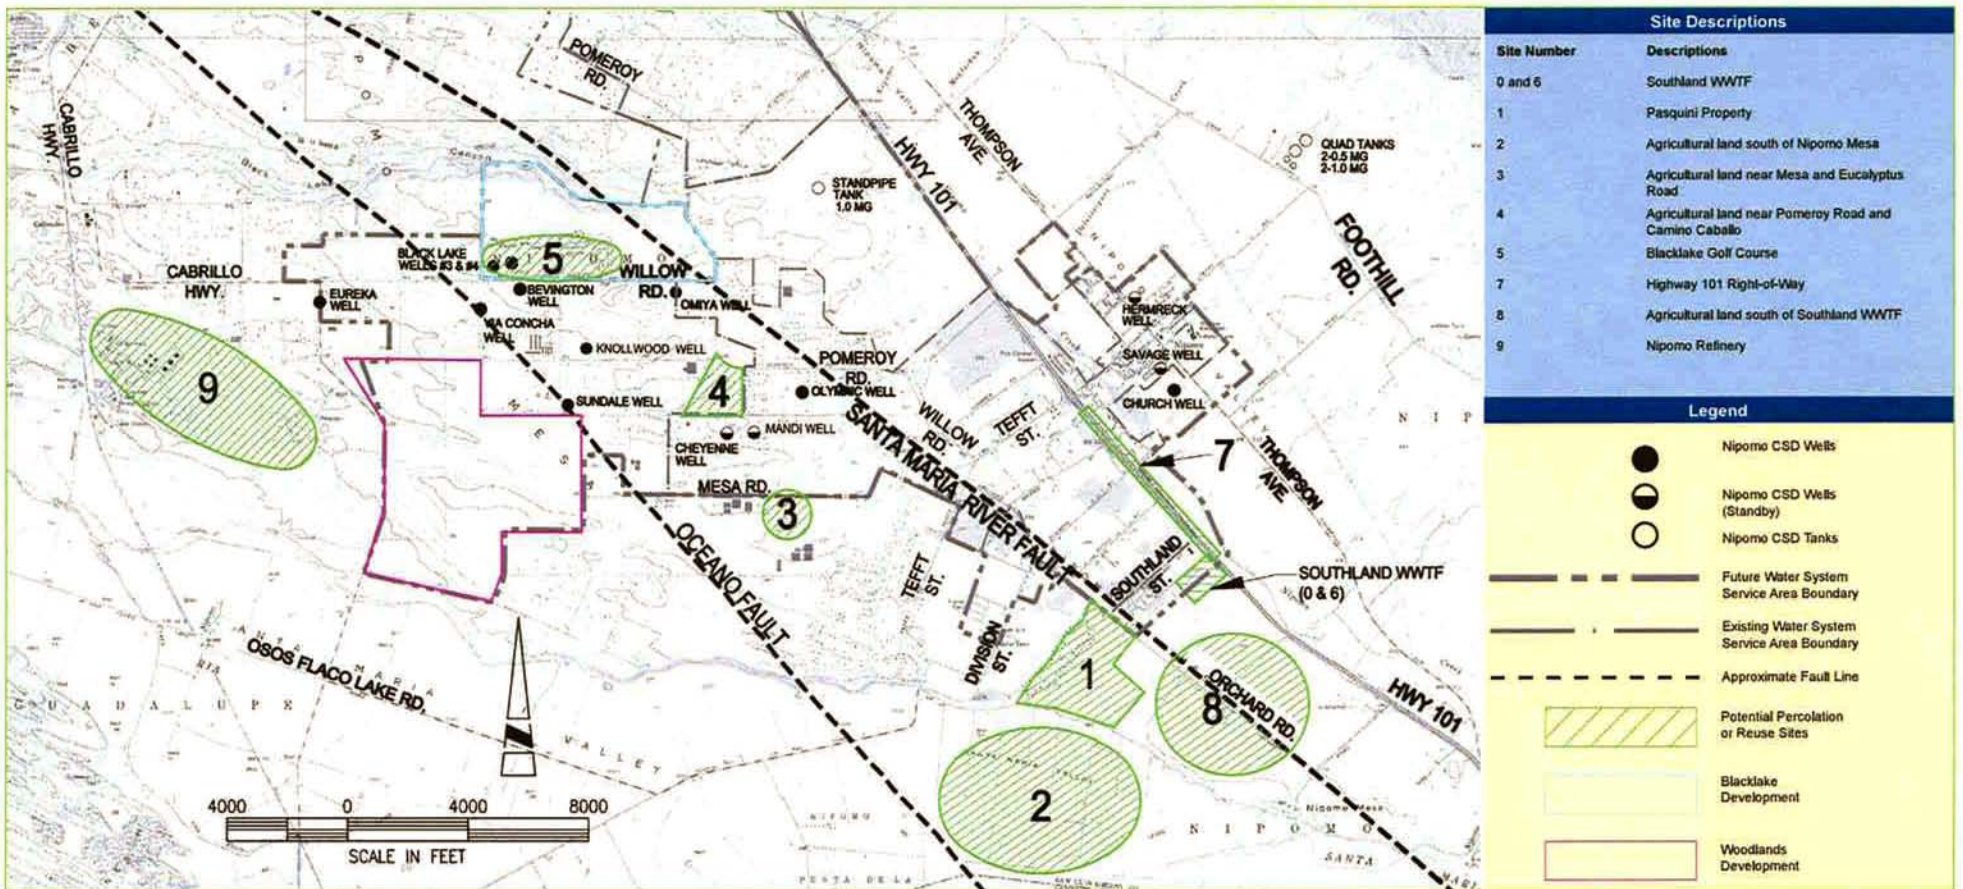 POMEROY
RD.
CABRILLO
HWY.
THOMPSON
AVE
HWY 101
QUAD TANKS
2-0.5 MG
2-1.0 MG
STANDPIPE
TANK
1.0 MG
FOOTHILL
RD.
BLACK LAKE
WELLS #3 & #4
5
WILLOW
RD.
CABRILLO
HWY.
EUREKA
WELL
BEVINGTON
WELL
OMIYA WELL
VIA CONCHA
WELL
KNOLLWOOD WELL
HERMRECK
WELL
SAVAGE WELL
CHURCH WELL
POMEROY
RD.
4
OLYMPIC WELL
9
SUNDALE WELL
CHEYENNE
WELL
MANDI WELL
WILLOW
RD.
TEFFT
ST.
SANTA MARIA RIVER FAULT
7
THOMPSON
AVE
MESA RD.
3
OCEANO FAULT
TEFFT
ST.
SOUTHLAND
ST.
SOUTHLAND WWTF
(0 & 6)
DIVISION
ST.
1
8
ORCHARD RD.
HWY 101
OSOS FLACO LAKE RD.
GUADALUPE
VALLEY
2
Nipomo Mesa
NIPOMO
SANTA
4000 0 4000 8000
SCALE IN FEET
Site Descriptions
Site Number Descriptions
0 and 6 Southland WWTF
1 Pasquini Property
2 Agricultural land south of Nipomo Mesa
3 Agricultural land near Mesa and Eucalyptus
Road
4 Agricultural land near Pomeroy Road and
Camino Caballo
5 Blacklake Golf Course
7 Highway 101 Right-of-Way
8 Agricultural land south of Southland WWTF
9 Nipomo Refinery
Legend
Nipomo CSD Wells
Nipomo CSD Wells
(Standby)
Nipomo CSD Tanks
Future Water System
Service Area Boundary
Existing Water System
Service Area Boundary
Approximate Fault Line
Potential Percolation
or Reuse Sites
Blacklake
Development
Woodlands
Development